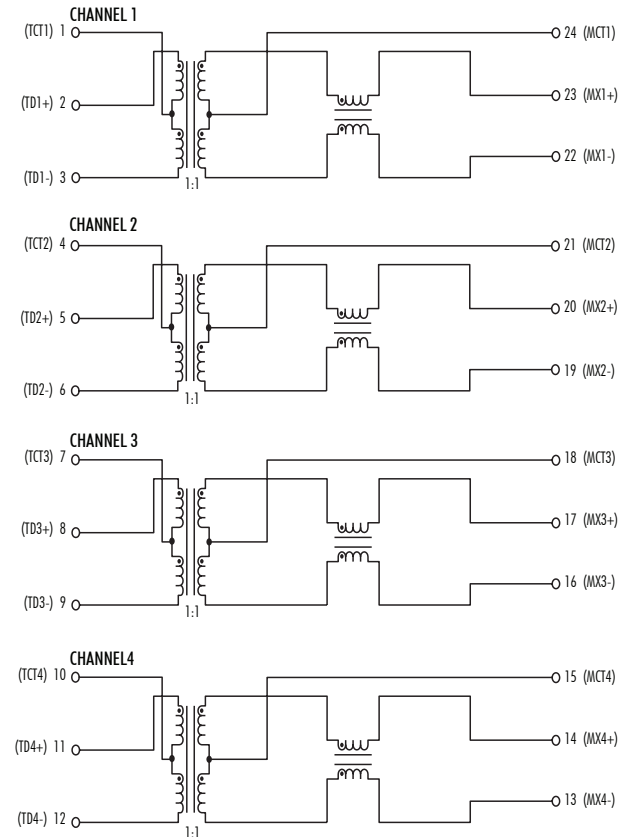 CHANNEL 1
(TCT1) 1
24 (MCT1)
(TD1+) 2
23 (MX1+)
(TD1-) 3
22 (MX1-)
1:1
CHANNEL 2
(TCT2) 4
21 (MCT2)
(TD2+) 5
20 (MX2+)
(TD2-) 6
19 (MX2-)
1:1
CHANNEL 3
(TCT3) 7
18 (MCT3)
(TD3+) 8
17 (MX3+)
(TD3-) 9
16 (MX3-)
1:1
CHANNEL4
(TCT4) 10
15 (MCT4)
(TD4+) 11
14 (MX4+)
(TD4-) 12
13 (MX4-)
1:1